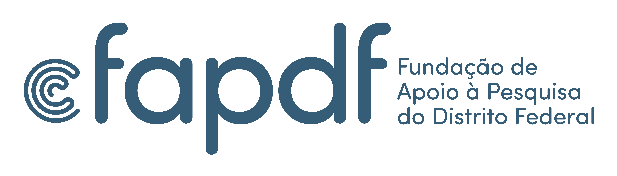 fapdf
Fundação de
Apoio à Pesquisa
do Distrito Federal